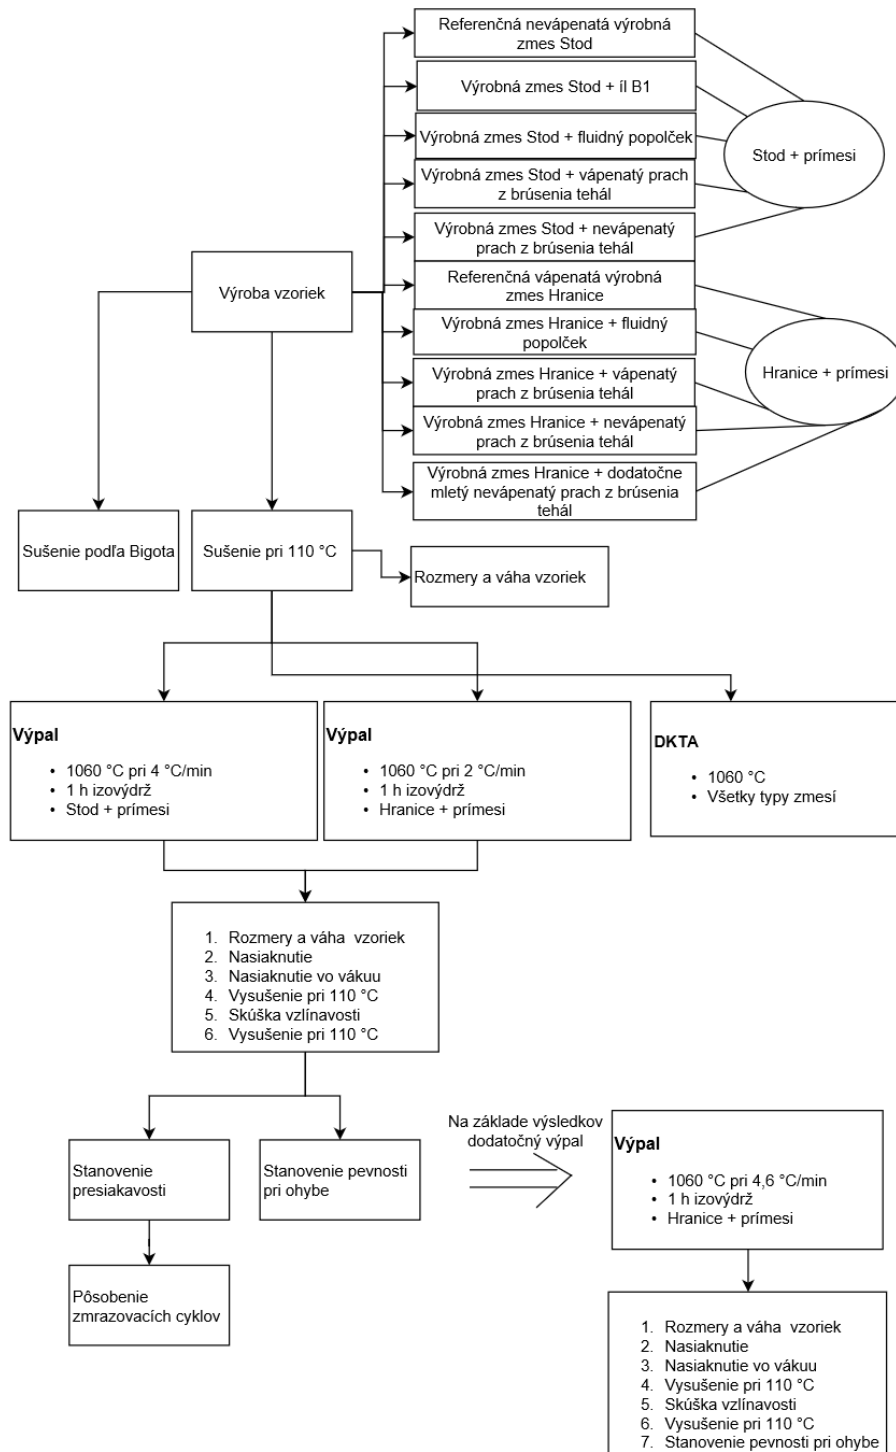 Referenčná nevápenatá výrobná
zmes Stod
Výrobná zmes Stod + íl B1
Výrobná zmes Stod + fluidný popolček
Výrobná zmes Stod + vápenatý prach
z brúsenia tehál
Výrobná zmes Stod + nevápenatý
prach z brúsenia tehál
Stod + prímesi
Výroba vzoriek
Referenčná vápenatá výrobná
zmes Hranice
Výrobná zmes Hranice + fluidný
popolček
Výrobná zmes Hranice + vápenatý
prach z brúsenia tehál
Výrobná zmes Hranice + nevápenatý
prach z brúsenia tehál
Výrobná zmes Hranice + dodatočne
mletý nevápenatý prach z brúsenia
tehál
Hranice + prímesi
Sušenie podľa Bigota
Sušenie pri 110 °C
Rozmery a váha vzoriek
Výpal
• 1060 °C pri 4 °C/min
• 1 h izovýdrž
• Stod + prímesi
Výpal
• 1060 °C pri 2 °C/min
• 1 h izovýdrž
• Hranice + prímesi
DKTA
• 1060 °C
• Všetky typy zmesí
1. Rozmery a váha vzoriek
2. Nasiaknutie
3. Nasiaknutie vo vákuu
4. Vysušenie pri 110 °C
5. Skúška vzlínavosti
6. Vysušenie pri 110 °C
Stanovenie
presiakavosti
Stanovenie pevnosti
pri ohybe
Pôsobenie
zmrazovacích cyklov
Na základe výsledkov
dodatočný výpal
Výpal
• 1060 °C pri 4,6 °C/min
• 1 h izovýdrž
• Hranice + prímesi
1. Rozmery a váha vzoriek
2. Nasiaknutie
3. Nasiaknutie vo vákuu
4. Vysušenie pri 110 °C
5. Skúška vzlínavosti
6. Vysušenie pri 110 °C
7. Stanovenie pevnosti pri ohybe